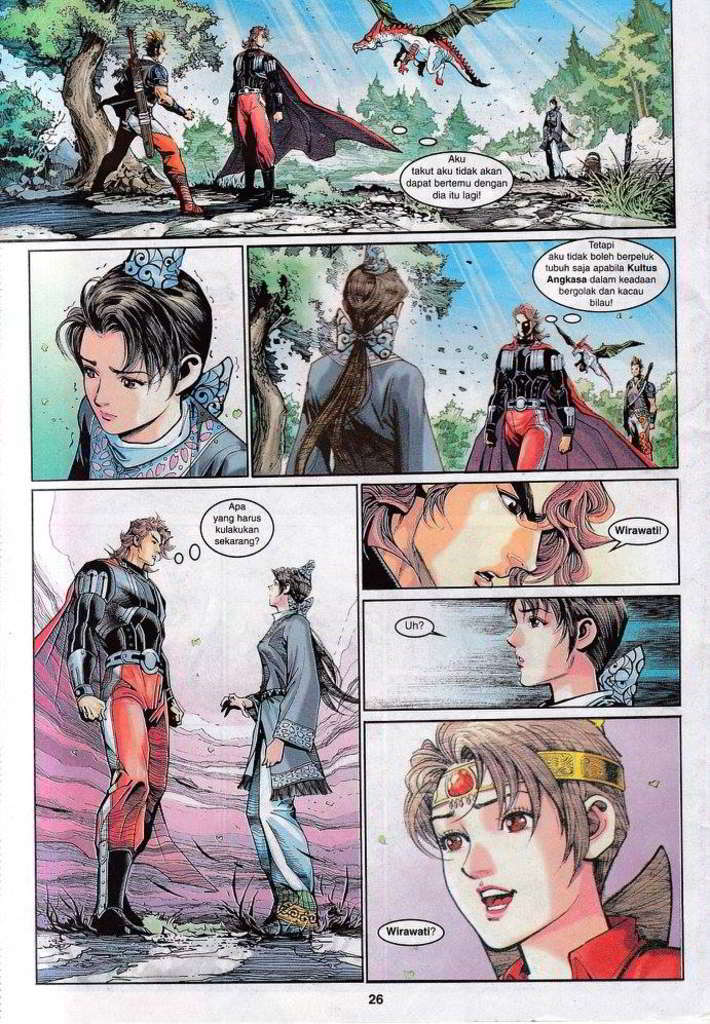 Aku
takut aku tidak akan
dapat bertemu dengan
dia itu lagi!
Tetapi
aku tidak boleh berpeluk
tubuh saja apabila Kultus
Angkasa dalam keadaan
bergolak dan kacau
bilau!
Apa
yang harus
kulakukan
sekarang?
Wirawati!
Uh?
Wirawati?
26